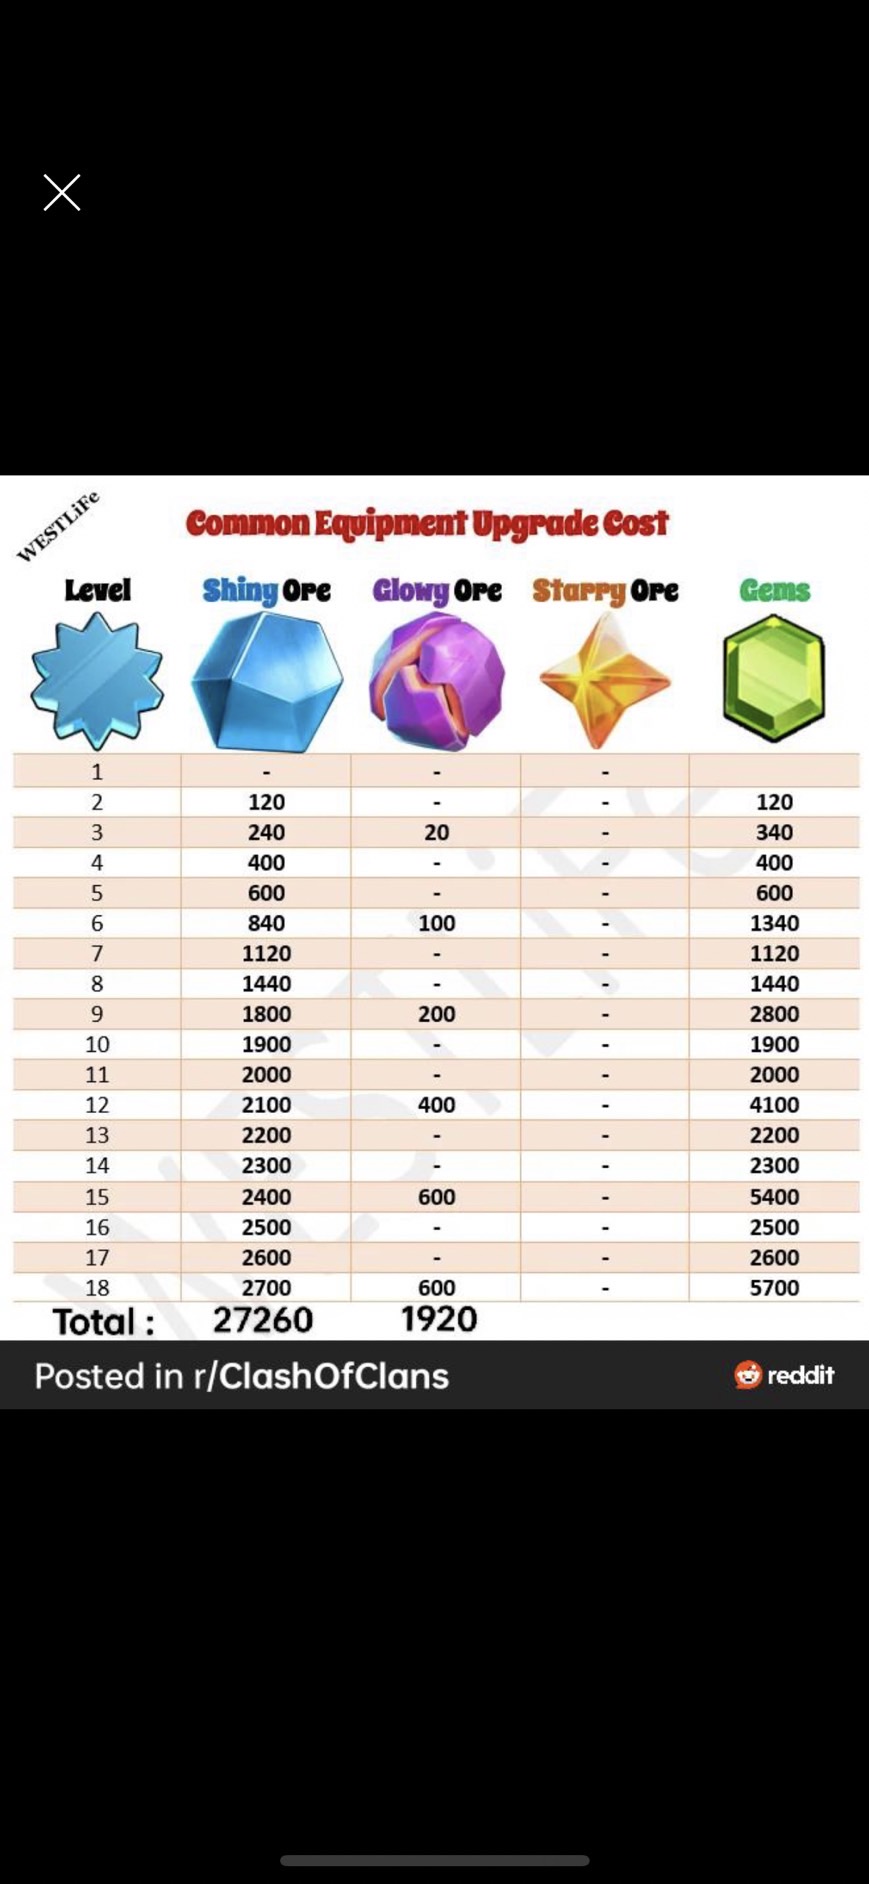 WESTLiFe
Common Equipment Upgrade Cost
Level Shiny Ore Glowy Ore Starry Ore Gems
1 - - -
2 120 - - 120
3 240 20 - 340
4 400 - - 400
5 600 - - 600
6 840 100 - 1340
7 1120 - - 1120
8 1440 - - 1440
9 1800 200 - 2800
10 1900 - - 1900
11 2000 - - 2000
12 2100 400 - 4100
13 2200 - - 2200
14 2300 - - 2300
15 2400 600 - 5400
16 2500 - - 2500
17 2600 - - 2600
18 2700 600 - 5700
Total : 27260 1920
WESTLiFe
Posted in r/ClashOfClans reddit